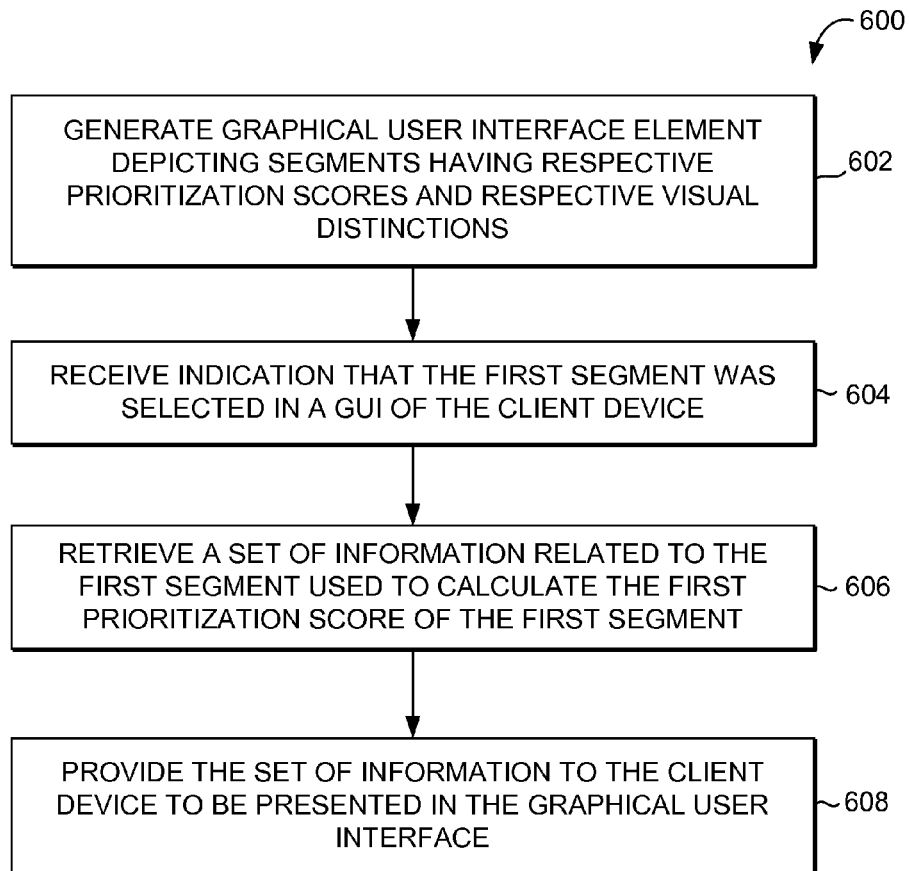 600
GENERATE GRAPHICAL USER INTERFACE ELEMENT
DEPICTING SEGMENTS HAVING RESPECTIVE
PRIORITIZATION SCORES AND RESPECTIVE VISUAL
DISTINCTIONS
602
RECEIVE INDICATION THAT THE FIRST SEGMENT WAS
SELECTED IN A GUI OF THE CLIENT DEVICE
604
RETRIEVE A SET OF INFORMATION RELATED TO THE
FIRST SEGMENT USED TO CALCULATE THE FIRST
PRIORITIZATION SCORE OF THE FIRST SEGMENT
606
PROVIDE THE SET OF INFORMATION TO THE CLIENT
DEVICE TO BE PRESENTED IN THE GRAPHICAL USER
INTERFACE
608